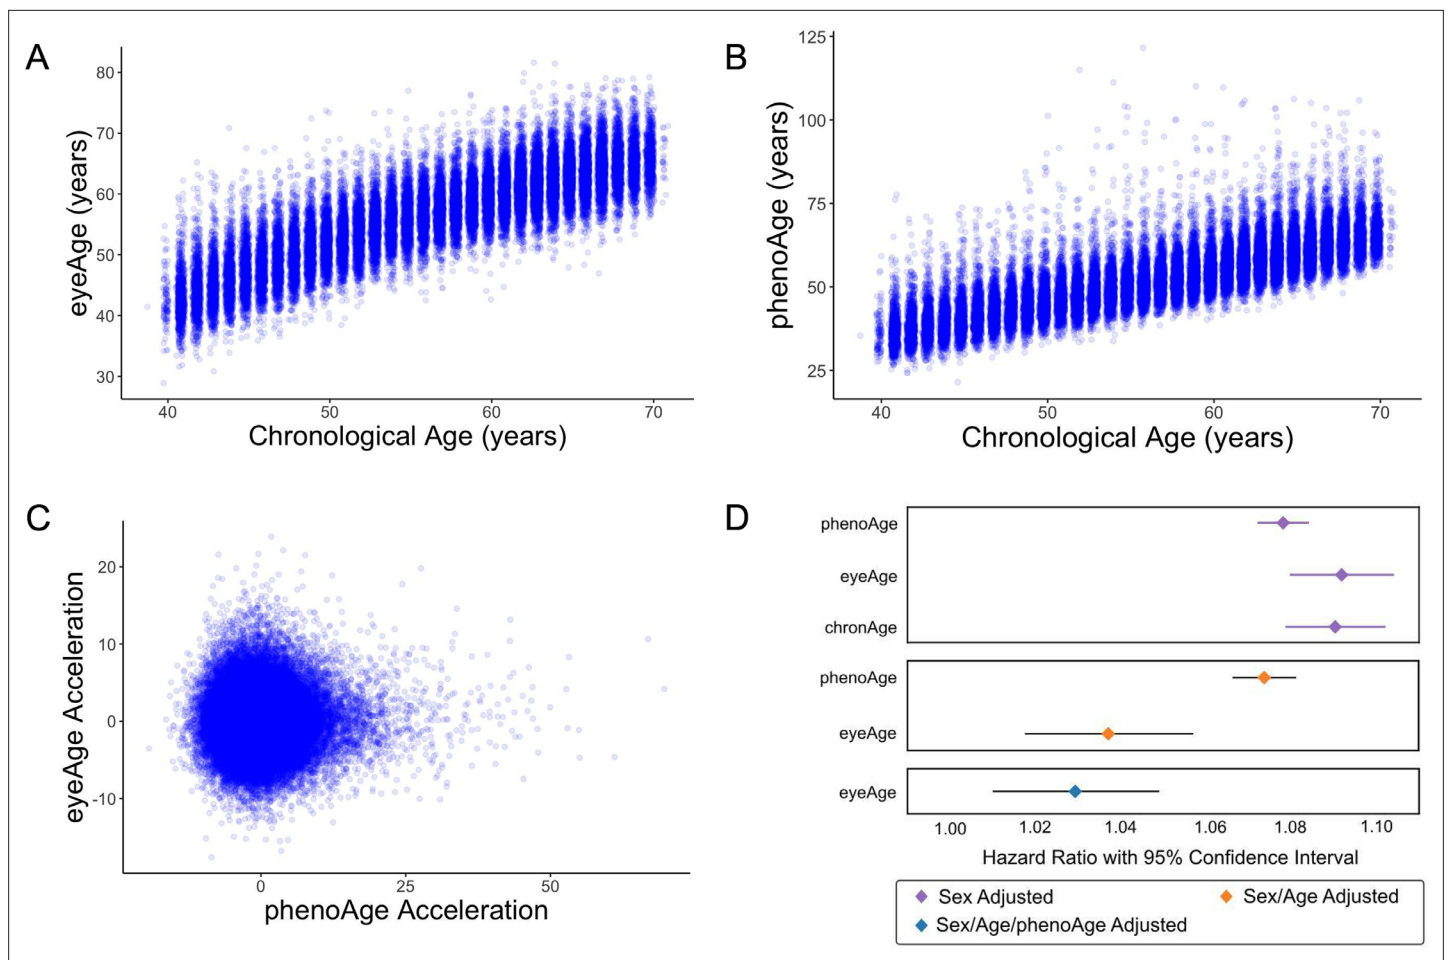 A
80
70
60
50
40
30
eyeAge (years)
40 50 60 70
Chronological Age (years)
B
125
100
75
50
25
phenoAge (years)
40 50 60 70
Chronological Age (years)
C
20
10
0
-10
eyeAge Acceleration
0 25 50
phenoAge Acceleration
D
phenoAge
eyeAge
chronAge
phenoAge
eyeAge
eyeAge
1.00 1.02 1.04 1.06 1.08 1.10
Hazard Ratio with 95% Confidence Interval
Sex Adjusted Sex/Age Adjusted
Sex/Age/phenoAge Adjusted